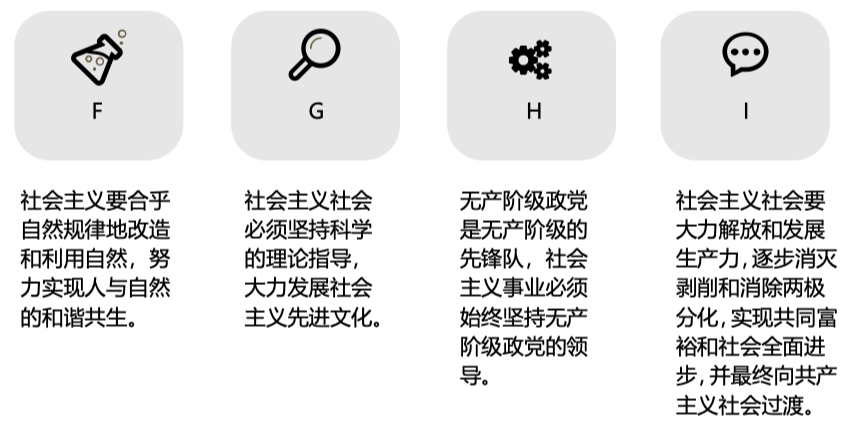 F
社会主义要合乎
自然规律地改造
和利用自然，努
力实现人与自然
的和谐共生。
G
社会主义社会
必须坚持科学
的理论指导，
大力发展社会
主义先进文化。
H
无产阶级政党
是无产阶级的
先锋队，社会
主义事业必须
始终坚持无产
阶级政党的领
导。
I
社会主义社会要
大力解放和发展
生产力，逐步消灭
剥削和消除两极
分化，实现共同富
裕和社会全面进
步，并最终向共产
主义社会过渡。